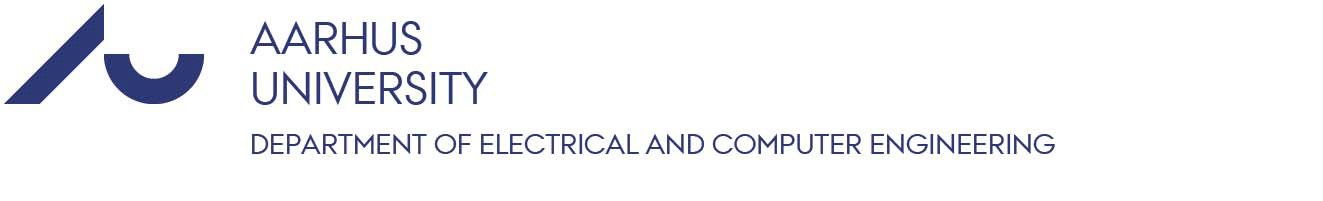 AARHUS
UNIVERSITY
DEPARTMENT OF ELECTRICAL AND COMPUTER ENGINEERING